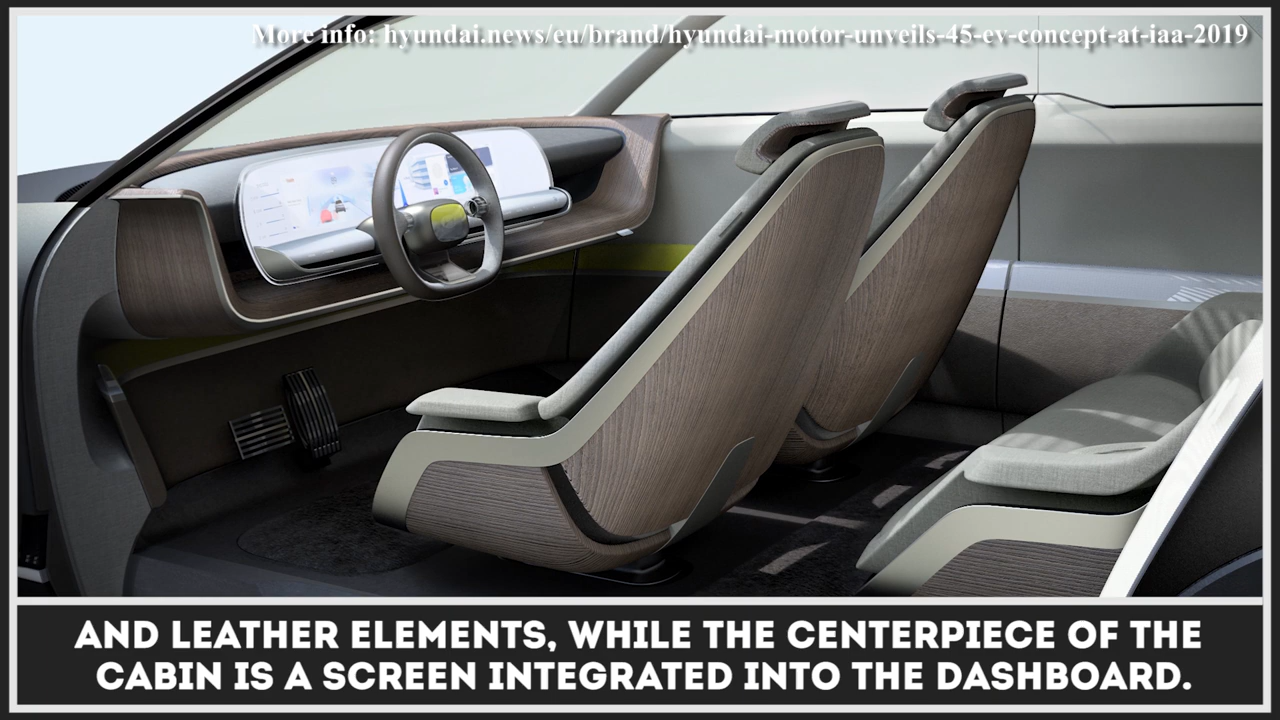 More info: hyundai.news/eu/brand/hyundai-motor-unveils-45-ev-concept-at-iaa-2019
AND LEATHER ELEMENTS, WHILE THE CENTERPIECE OF THE
CABIN IS A SCREEN INTEGRATED INTO THE DASHBOARD.